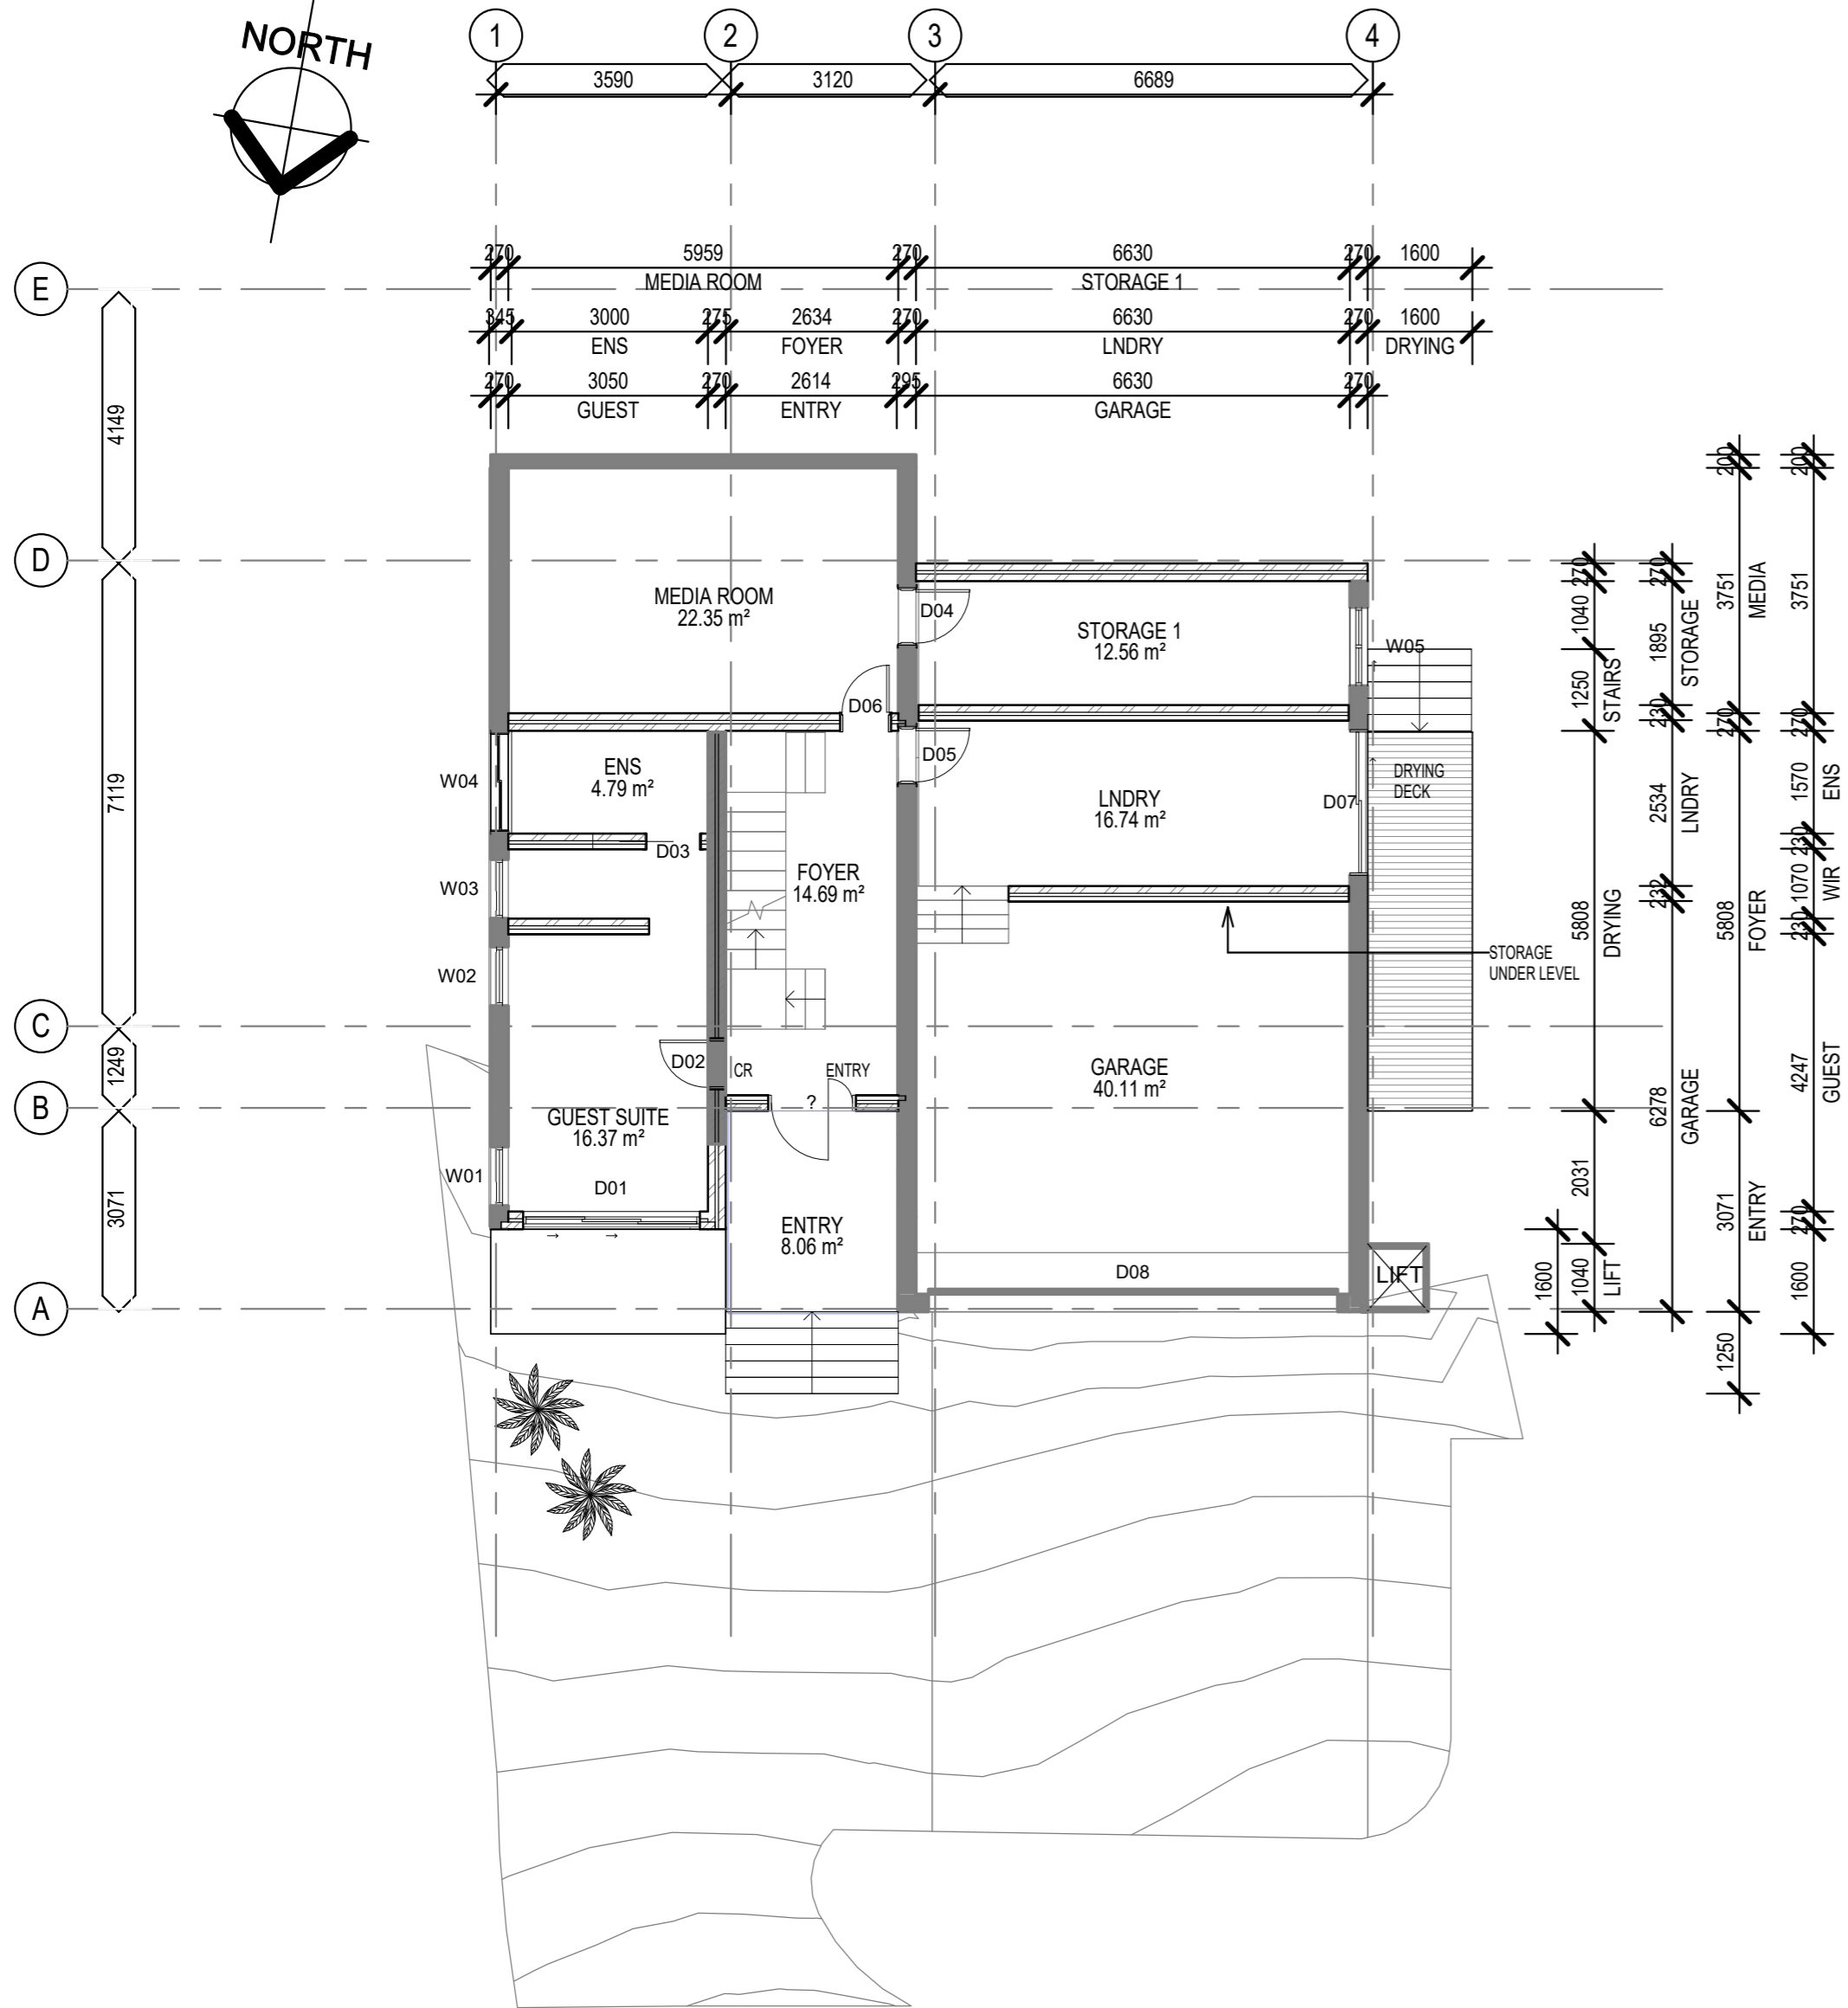 NORTH
1
2
3
4
3590
3120
6689
E
D
C
B
A
4149
7119
1249
3071
270
5959
270
6630
270
1600
MEDIA ROOM
STORAGE 1
345
3000
275
2634
270
6630
270
1600
ENS
FOYER
LNDRY
DRYING
270
3050
270
2614
295
6630
270
GUEST
ENTRY
GARAGE
MEDIA ROOM
22.35 m²
D04
STORAGE 1
12.56 m²
W05
D06
D05
W04
ENS
4.79 m²
LNDRY
16.74 m²
D07
DRYING
DECK
D03
W03
FOYER
14.69 m²
W02
STORAGE
UNDER LEVEL
D02
CR
ENTRY
?
GARAGE
40.11 m²
GUEST SUITE
16.37 m²
W01
D01
ENTRY
8.06 m²
D08
LIFT
1600
270
1040
1250
STAIRS
5808
DRYING
2031
1040
LIFT
270
1895
STORAGE
230
2534
LNDRY
232
6278
GARAGE
200
3751
MEDIA
270
5808
FOYER
3071
ENTRY
1250
200
3751
270
1570
ENS
230
1070
WIR
230
4247
GUEST
270
1600